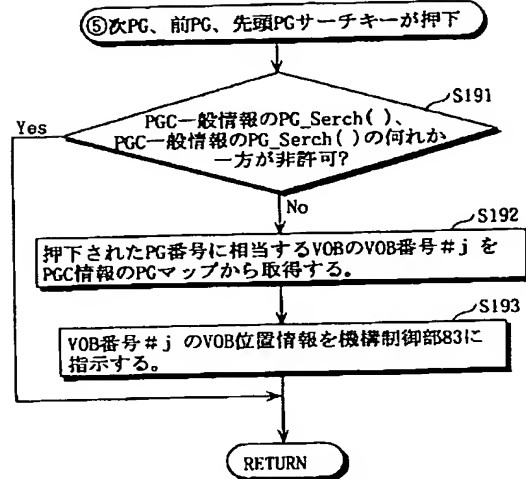 ⑤次PG、前PG、先頭PGサーチキーが押下
S191
PGC一般情報のPG_Serch( )、
PGC一般情報のPG_Serch( )の何れか
一方が非許可?
Yes
No
S192
押下されたPG番号に相当するVOBのVOB番号#jを
PGC情報のPGマップから取得する。
S193
VOB番号#jのVOB位置情報を機構制御部83に
指示する。
RETURN